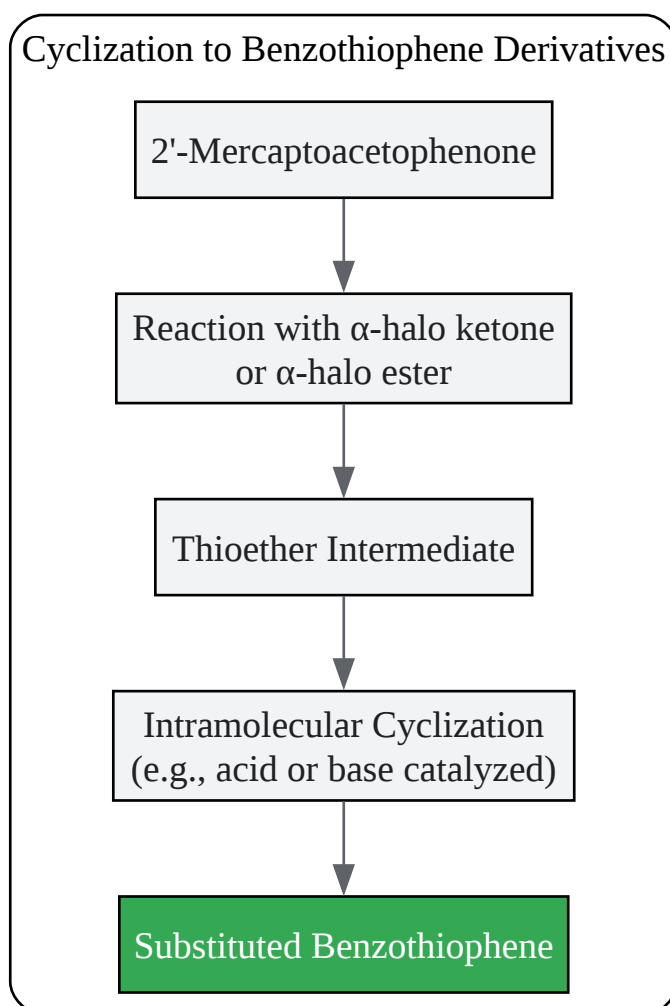 Cyclization to Benzothiophene Derivatives
2'-Mercaptoacetophenone
Reaction with α-halo ketone
or α-halo ester
Thioether Intermediate
Intramolecular Cyclization
(e.g., acid or base catalyzed)
Substituted Benzothiophene